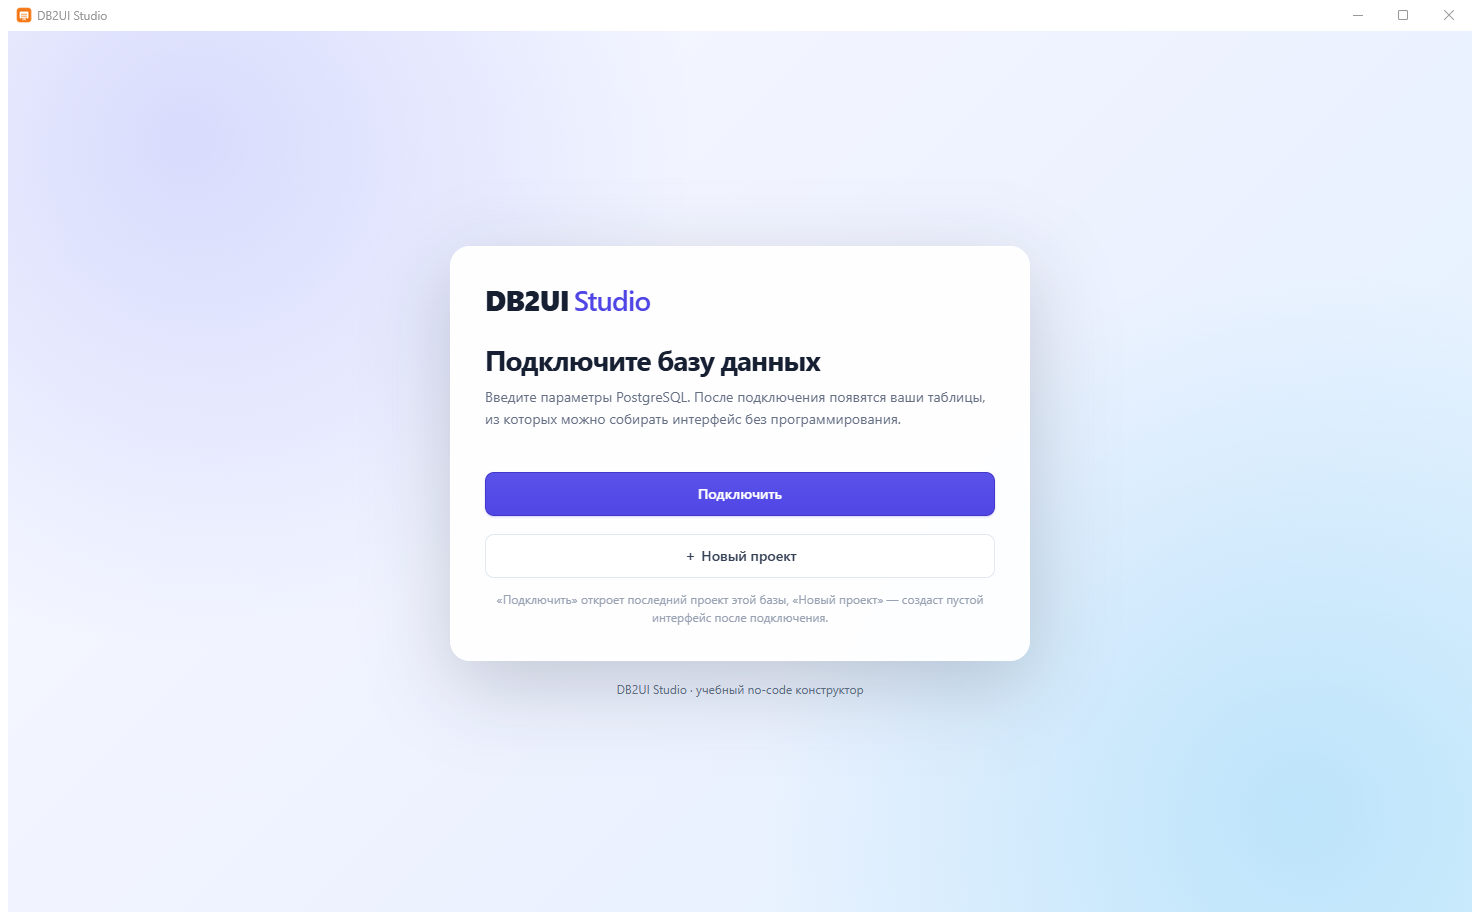 DB2UI Studio
DB2UI Studio
Подключите базу данных
Введите параметры PostgreSQL. После подключения появятся ваши таблицы,
из которых можно собирать интерфейс без программирования.
Подключить
+ Новый проект
«Подключить» откроет последний проект этой базы, «Новый проект» — создаст пустой
интерфейс после подключения.
DB2UI Studio · учебный no-code конструктор